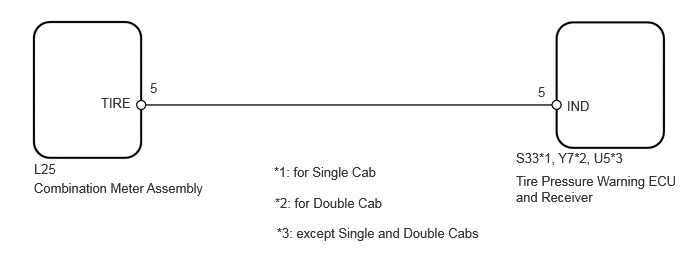 5
5
TIRE
IND
L25
Combination Meter Assembly
S33*1, Y7*2, U5*3
Tire Pressure Warning ECU
and Receiver
*1: for Single Cab
*2: for Double Cab
*3: except Single and Double Cabs